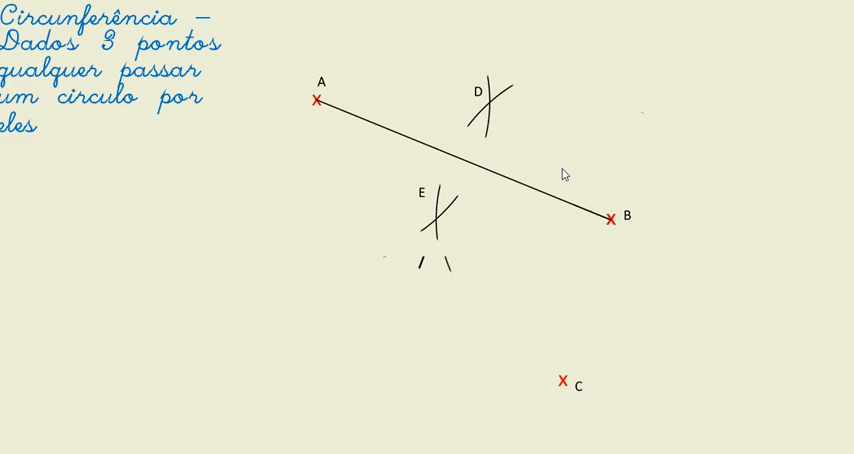 Circunferência –
Dados 3 pontos
qualquer passar
um circulo por
eles
A
D
E
B
X
X
X
C